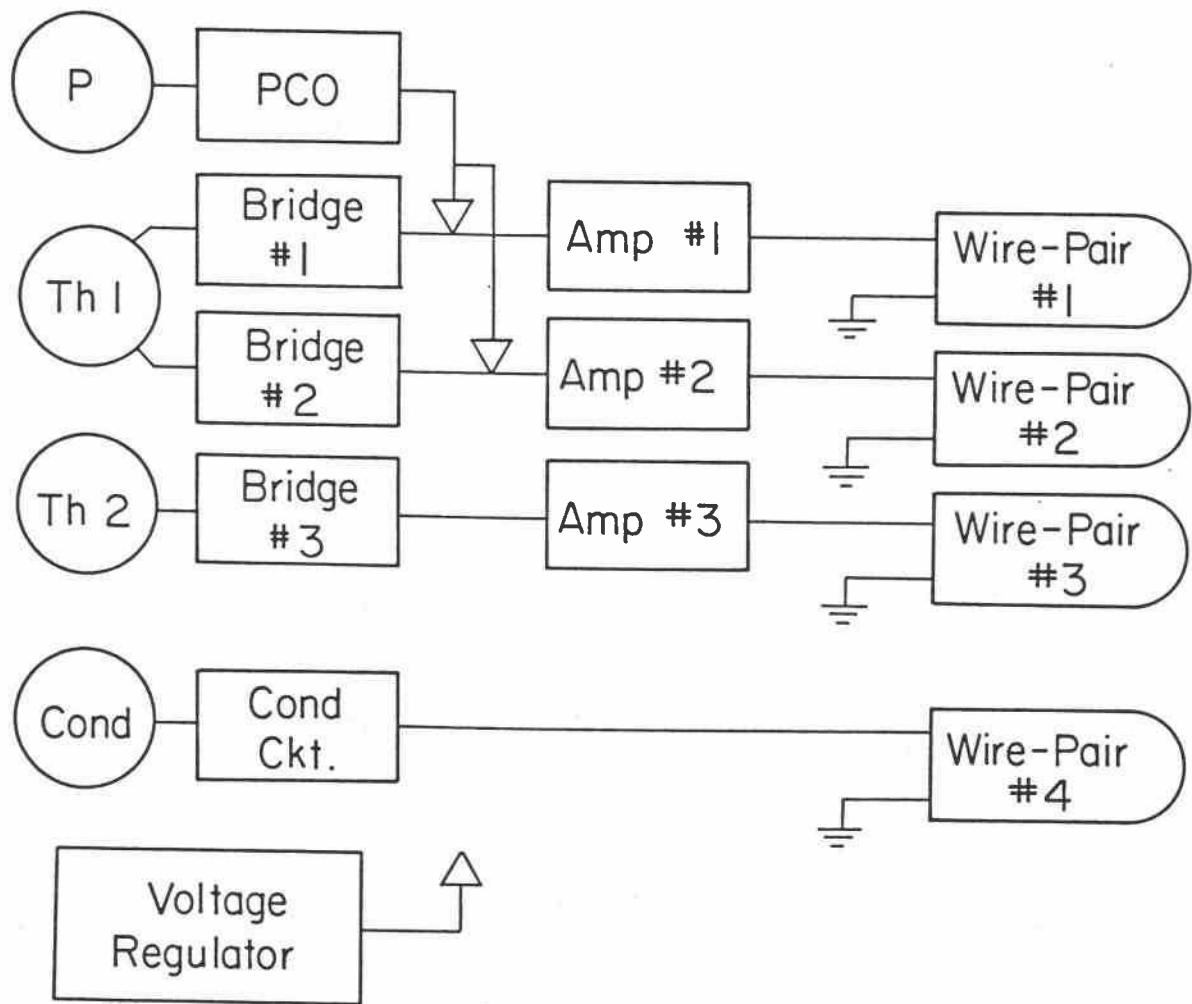 P
PCO
Th 1
Bridge
#1
Amp #1
Wire-Pair
#1
Bridge
#2
Amp #2
Wire-Pair
#2
Th 2
Bridge
#3
Amp #3
Wire-Pair
#3
Cond
Cond
Ckt.
Wire-Pair
#4
Voltage
Regulator